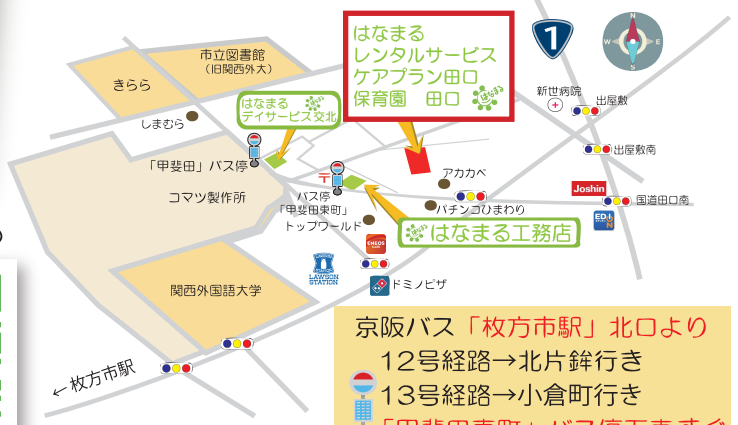 市立図書館
（旧関西外大）
きらら
しまむら
はなまる
デイサービス交北
はなまる
レンタルサービス
ケアプラン田口
保育園　田口
1
N
W E
S
新世病院
出屋敷
出屋敷南
「甲斐田」バス停
コマツ製作所
バス停
「甲斐田東町」
トップワールド
アカカベ
パチンコひまわり
Joshin
国道田口南
EDION
はなまる工務店
ENEOS
LAWSON
STATION
ドミノピザ
関西外国語大学
←枚方市駅
京阪バス「枚方市駅」北口より
12号経路→北片鉾行き
13号経路→小倉町行き